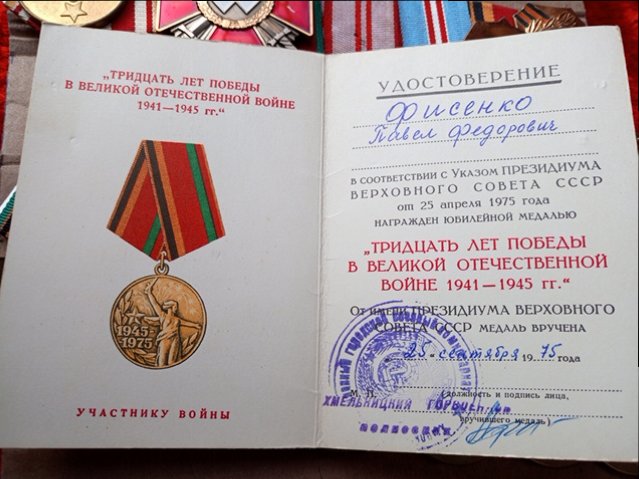 „ТРИДЦАТЬ ЛЕТ ПОБЕДЫ
В ВЕЛИКОЙ ОТЕЧЕСТВЕННОЙ ВОЙНЕ
1941—1945 гг.“
1945
1975
УЧАСТНИКУ ВОЙНЫ
УДОСТОВЕРЕНИЕ
Фисенко
Павел Федорович
В СООТВЕТСТВИИ С УКАЗОМ ПРЕЗИДИУМА
ВЕРХОВНОГО СОВЕТА СССР
от 25 апреля 1975 года
НАГРАЖДЕН ЮБИЛЕЙНОЙ МЕДАЛЬЮ
„ТРИДЦАТЬ ЛЕТ ПОБЕДЫ
В ВЕЛИКОЙ ОТЕЧЕСТВЕННОЙ
ВОЙНЕ 1941—1945 гг.“
От имени ПРЕЗИДИУМА ВЕРХОВНОГО
СОВЕТА СССР МЕДАЛЬ ВРУЧЕНА
„25“ сентября 1975 года
М. П. (должность и подпись лица,
ХМЕЛЬНИЦКИЙ
вручившего медаль)